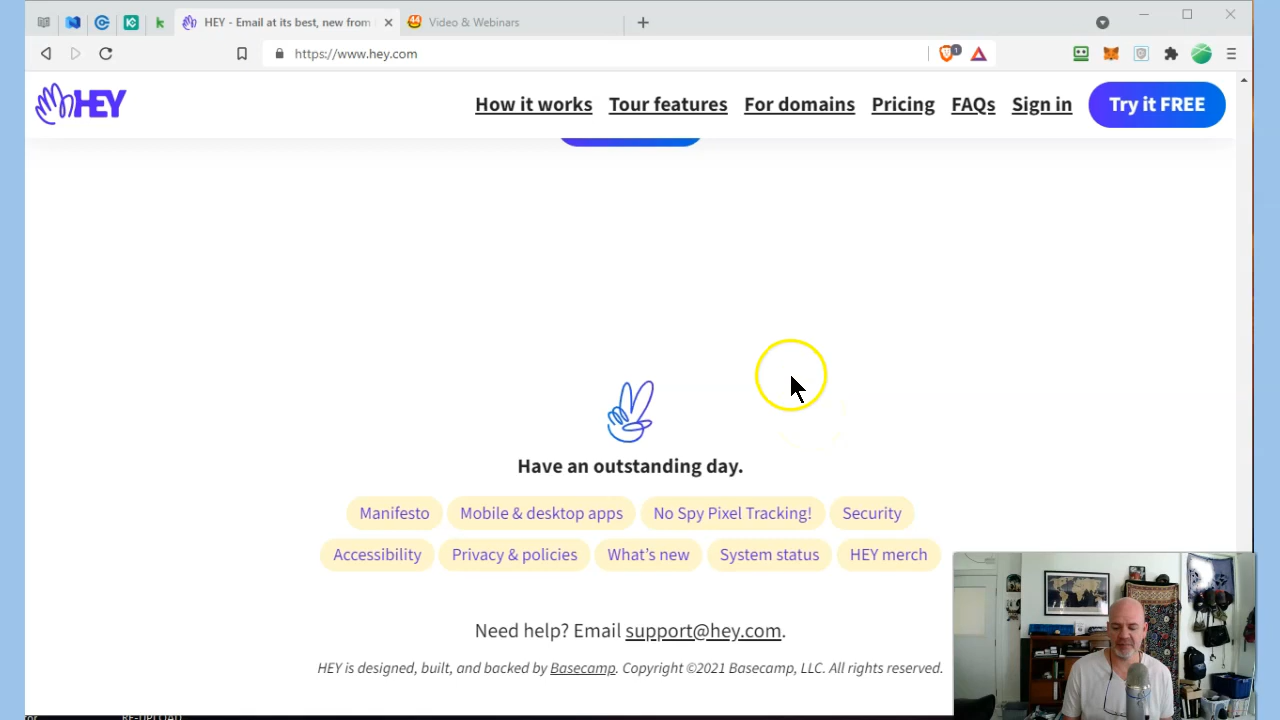 HEY - Email at its best, new from
Video & Webinars
https://www.hey.com
HEY
How it works
Tour features
For domains
Pricing
FAQs
Sign in
Try it FREE
Have an outstanding day.
Manifesto
Mobile & desktop apps
No Spy Pixel Tracking!
Security
Accessibility
Privacy & policies
What’s new
System status
HEY merch
Need help? Email support@hey.com.
HEY is designed, built, and backed by Basecamp. Copyright ©2021 Basecamp, LLC. All rights reserved.